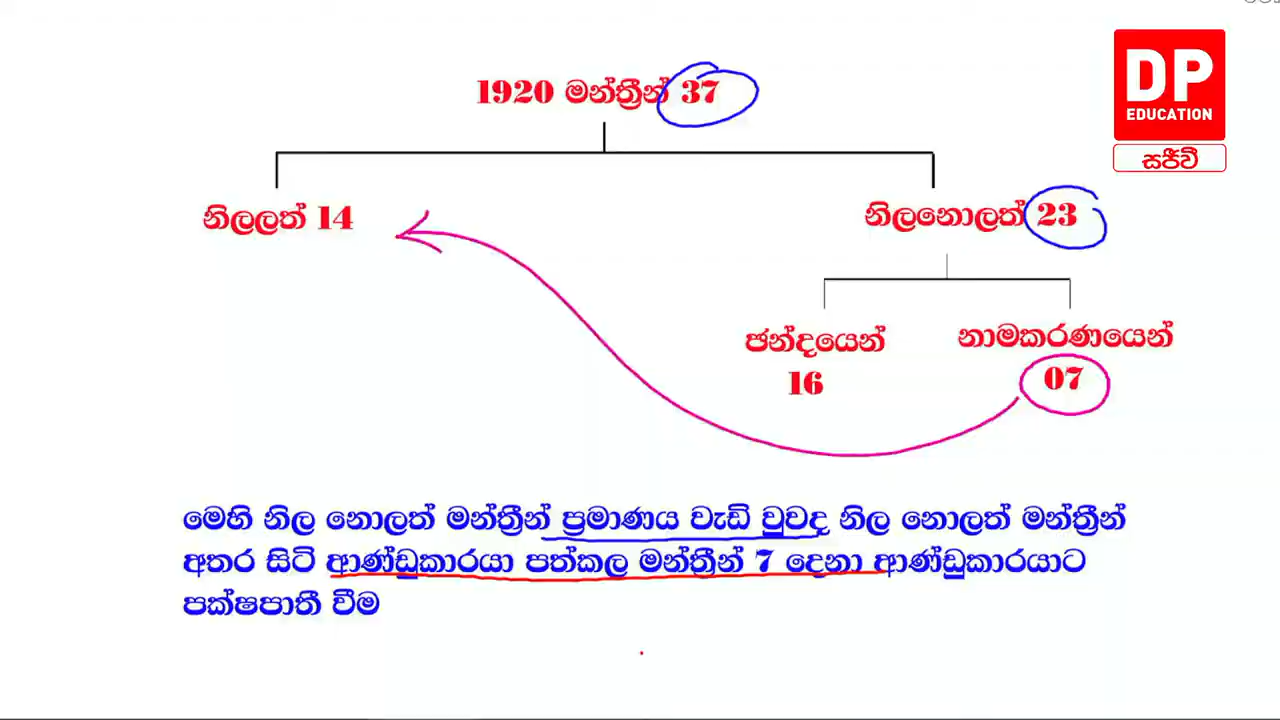 DP
EDUCATION
සජීවී
1920 මන්ත්‍රීන් 37
නිලලත් 14
නිලනොලත් 23
ඡන්දයෙන්
16
නාමකරණයෙන්
07
මෙහි නිල නොලත් මන්ත්‍රීන් ප්‍රමාණය වැඩි වුවද නිල නොලත් මන්ත්‍රීන්
අතර සිටි ආණ්ඩුකාරයා පත්කල මන්ත්‍රීන් 7 දෙනා ආණ්ඩුකාරයාට
පක්ෂපාතී වීම